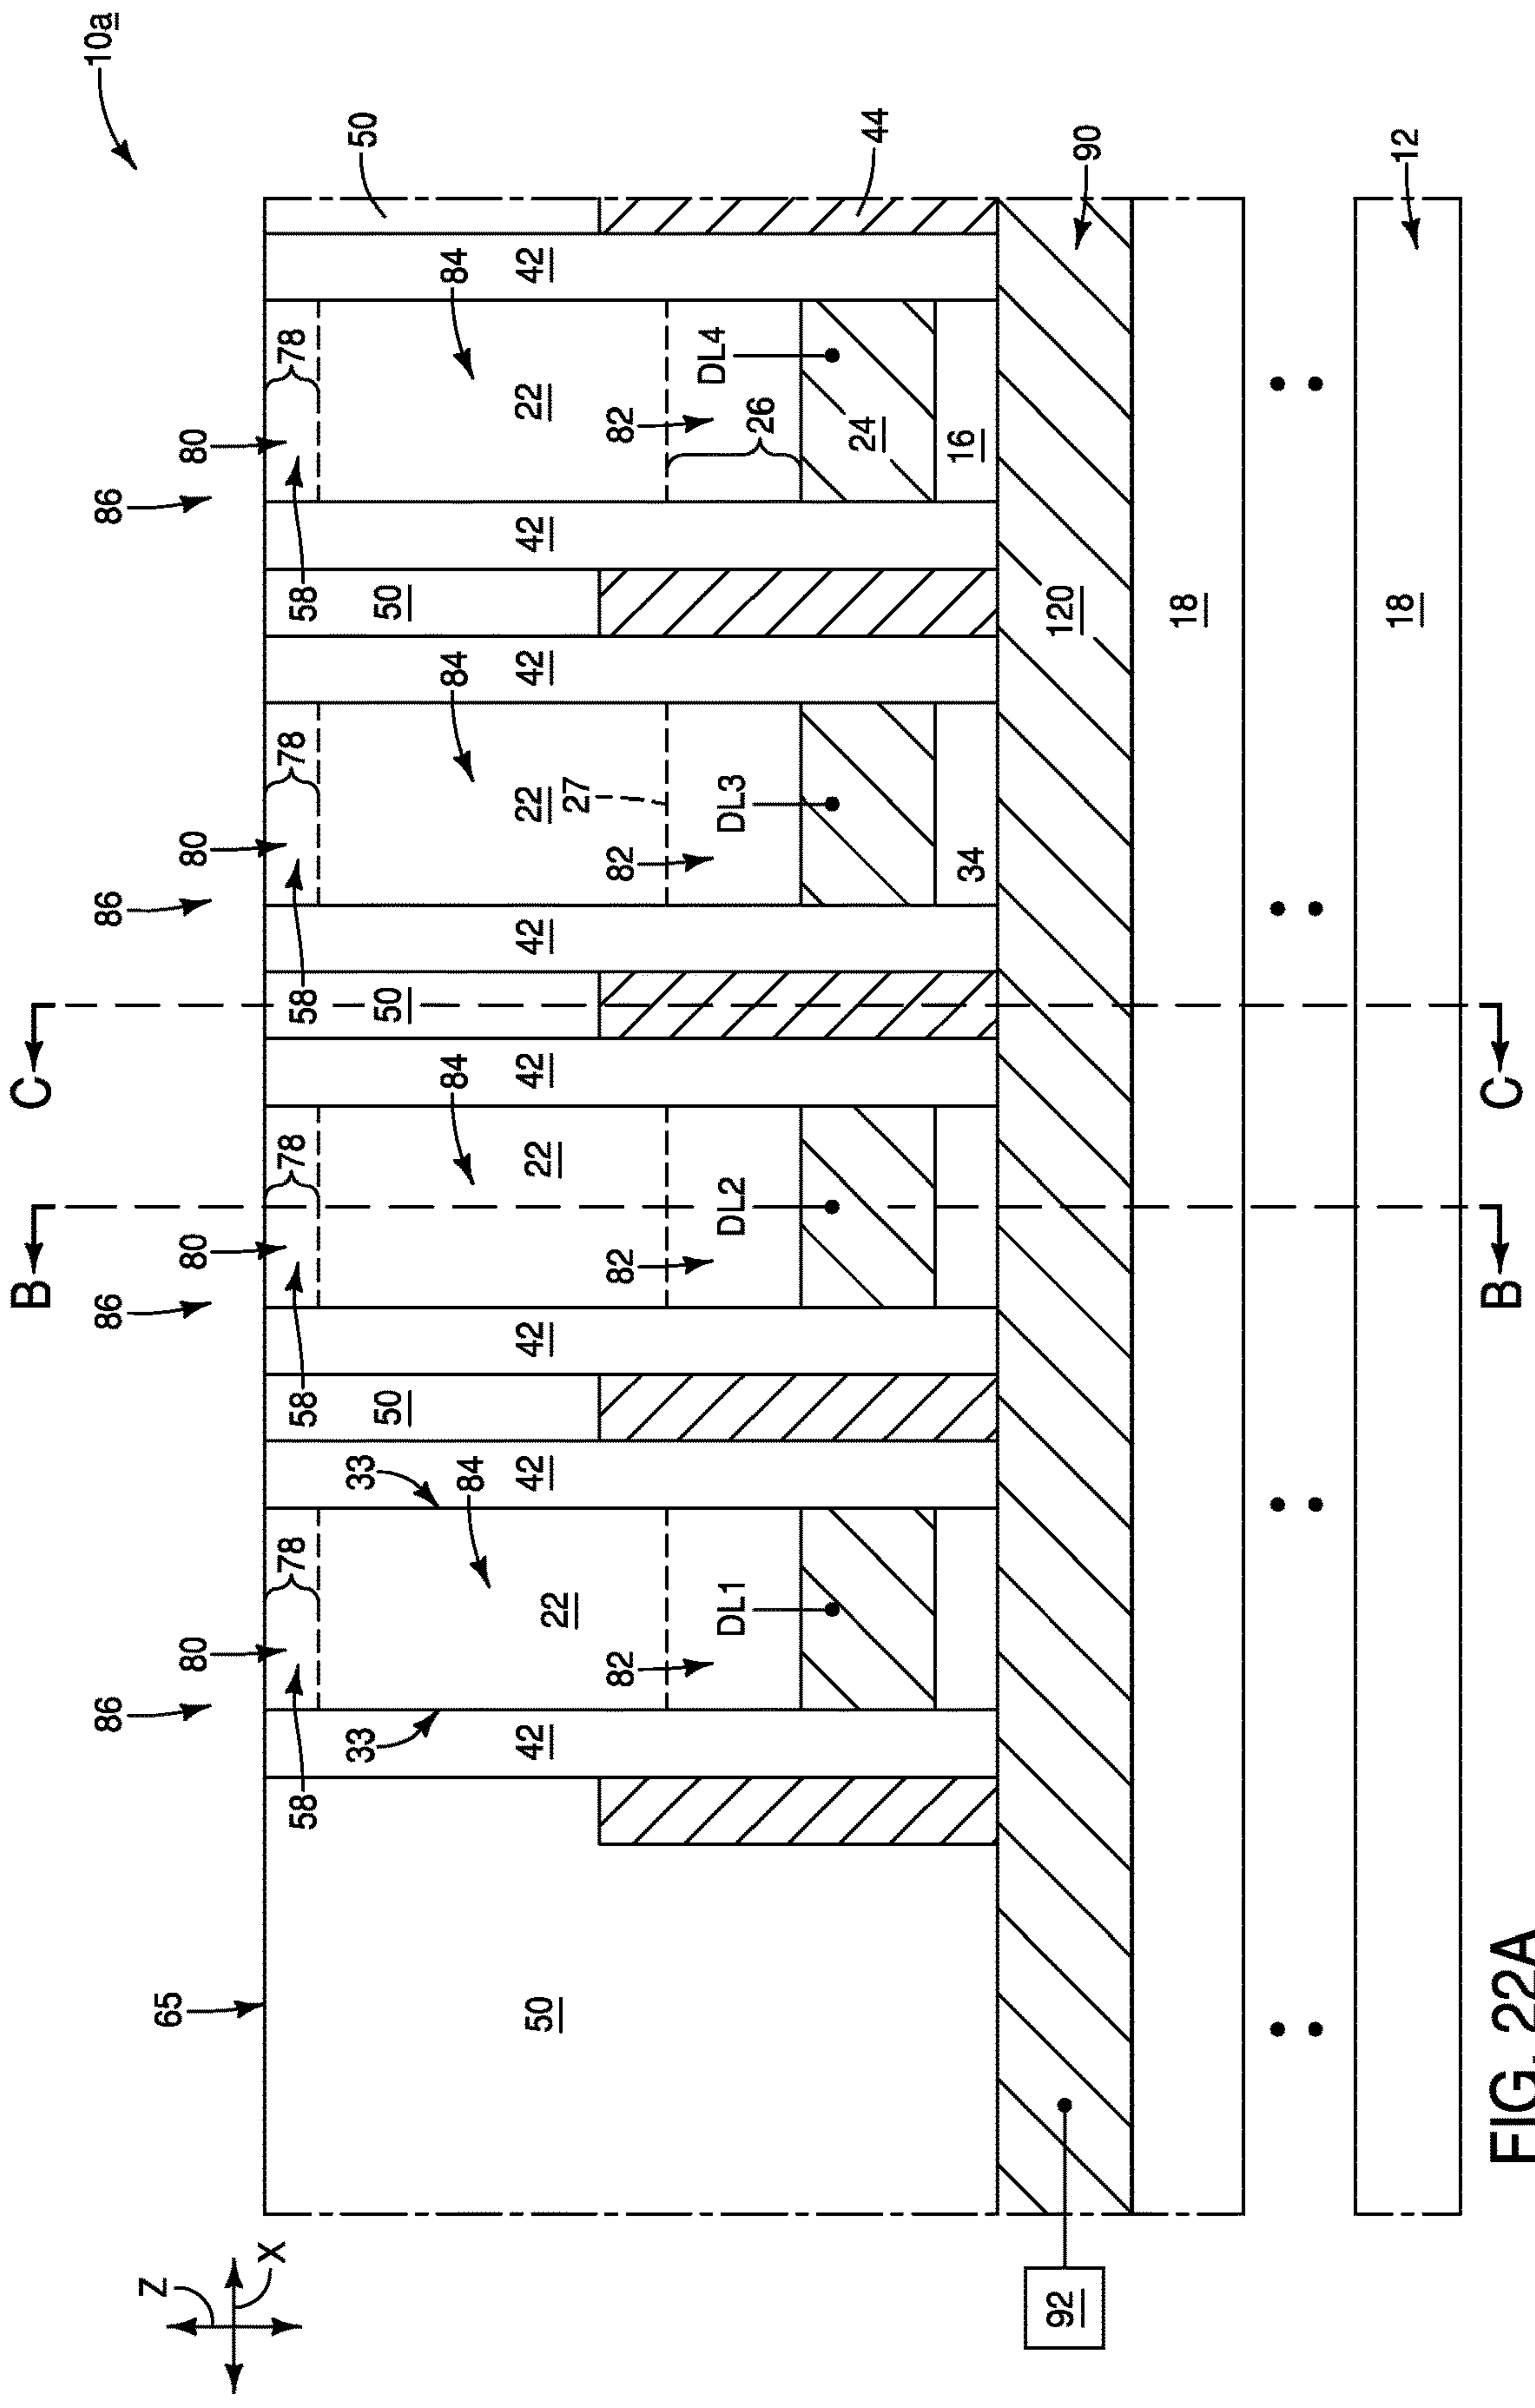 B C
86 86 86 86 10a
Z 65 80 80 80 80
X 78 78 78 78
58 58 58 58
33 33 50
50 50 50
84 84 84 84
50 42 22 42 42 22 42 42 22 42 42 22 42
27
82 82 82 82
DL1 DL2 DL3 DL4
26
24 44
34 16
92 120 90
18
18 12
B C
FIG. 22A